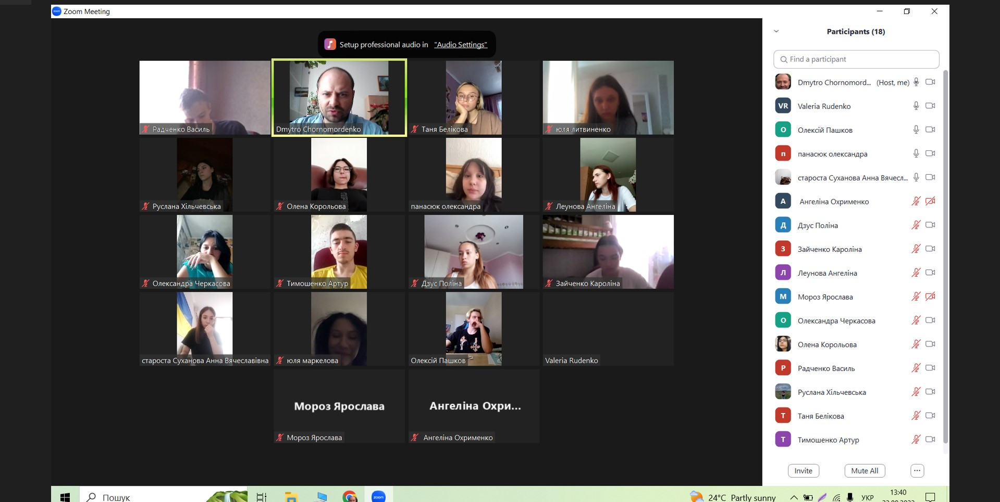 Zoom Meeting
Setup professional audio in "Audio Settings"
Радченко Василь
Dmytro Chornomordenko
Таня Белікова
юля литвиненко
Руслана Хільчевська
Олена Корольова
панасюк олександра
Леунова Ангеліна
Олександра Черкасова
Тимошенко Артур
Дзус Поліна
Зайченко Кароліна
староста Суханова Анна Вячеславівна
юля маркелова
Олексій Пашков
Valeria Rudenko
Мороз Ярослава
Ангеліна Охри...
Мороз Ярослава
Ангеліна Охрименко
Participants (18)
Find a participant
Dmytro Chornomord... (Host, me)
VR Valeria Rudenko
О Олексій Пашков
п панасюк олександра
староста Суханова Анна Вячесл...
А Ангеліна Охрименко
Д Дзус Поліна
З Зайченко Кароліна
Л Леунова Ангеліна
М Мороз Ярослава
О Олександра Черкасова
Олена Корольова
Р Радченко Василь
Руслана Хільчевська
Т Таня Белікова
Т Тимошенко Артур
Invite
Mute All
...
Пошук
zoom
24°C Partly sunny
УКР
13:40